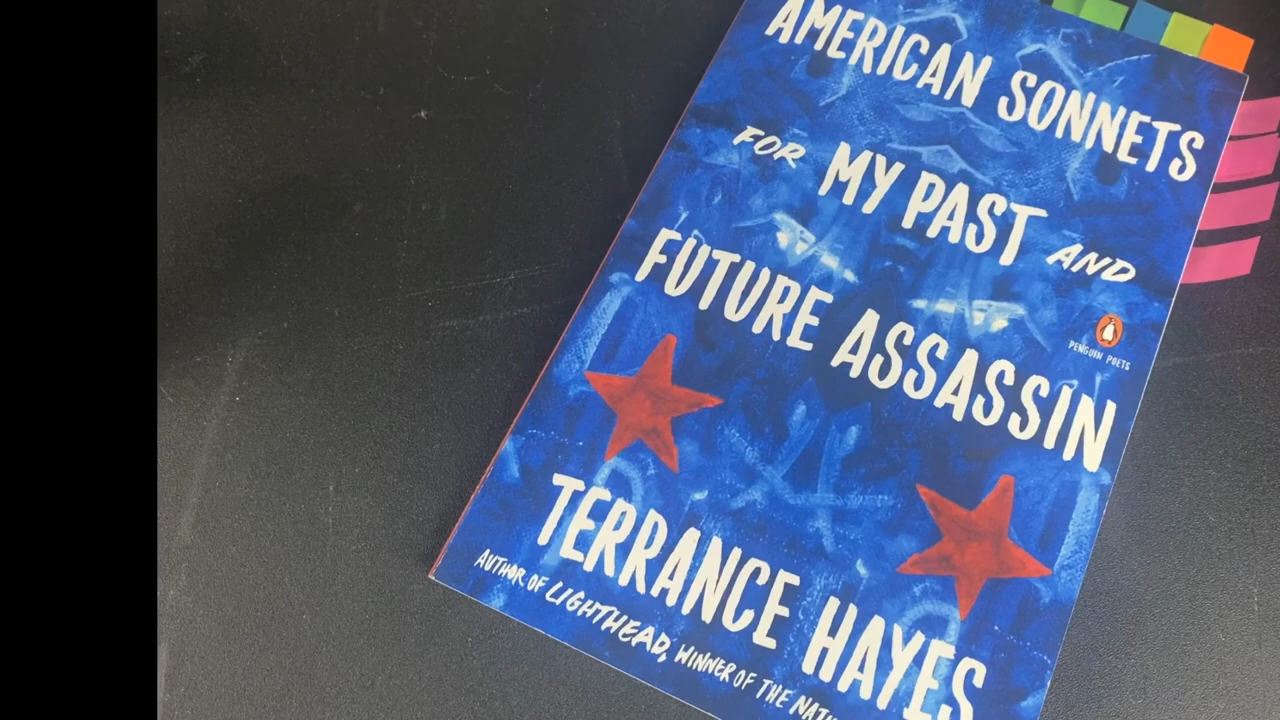 AMERICAN SONNETS
FOR MY PAST AND
FUTURE ASSASSIN
PENGUIN POETS
TERRANCE HAYES
AUTHOR OF LIGHTHEAD, WINNER OF THE